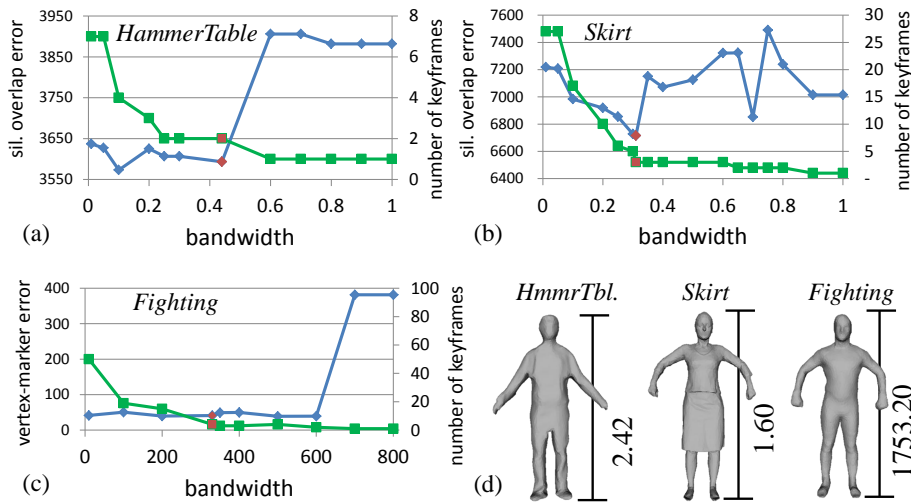 HammerTable
sil. overlap error
3950
3850
3750
3650
3550
8
7
6
5
4
3
2
1
0
number of keyframes
0 0.2 0.4 0.6 0.8 1
(a)
bandwidth
Skirt
sil. overlap error
7600
7400
7200
7000
6800
6600
6400
30
25
20
15
10
5
-
number of keyframes
0 0.2 0.4 0.6 0.8 1
(b)
bandwidth
Fighting
vertex-marker error
400
300
200
100
0
100
80
60
40
20
0
number of keyframes
0 200 400 600 800
(c)
bandwidth
HmmrTbl. Skirt Fighting
2.42
1.60
1753.20
(d)